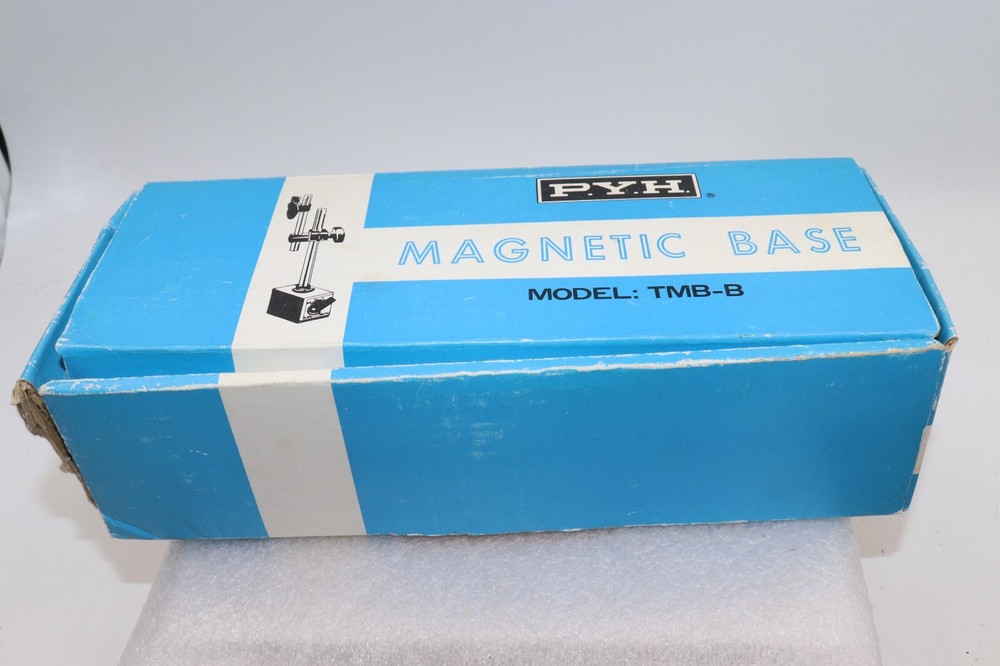 P.Y.H. ®
MAGNETIC BASE
MODEL: TMB-B